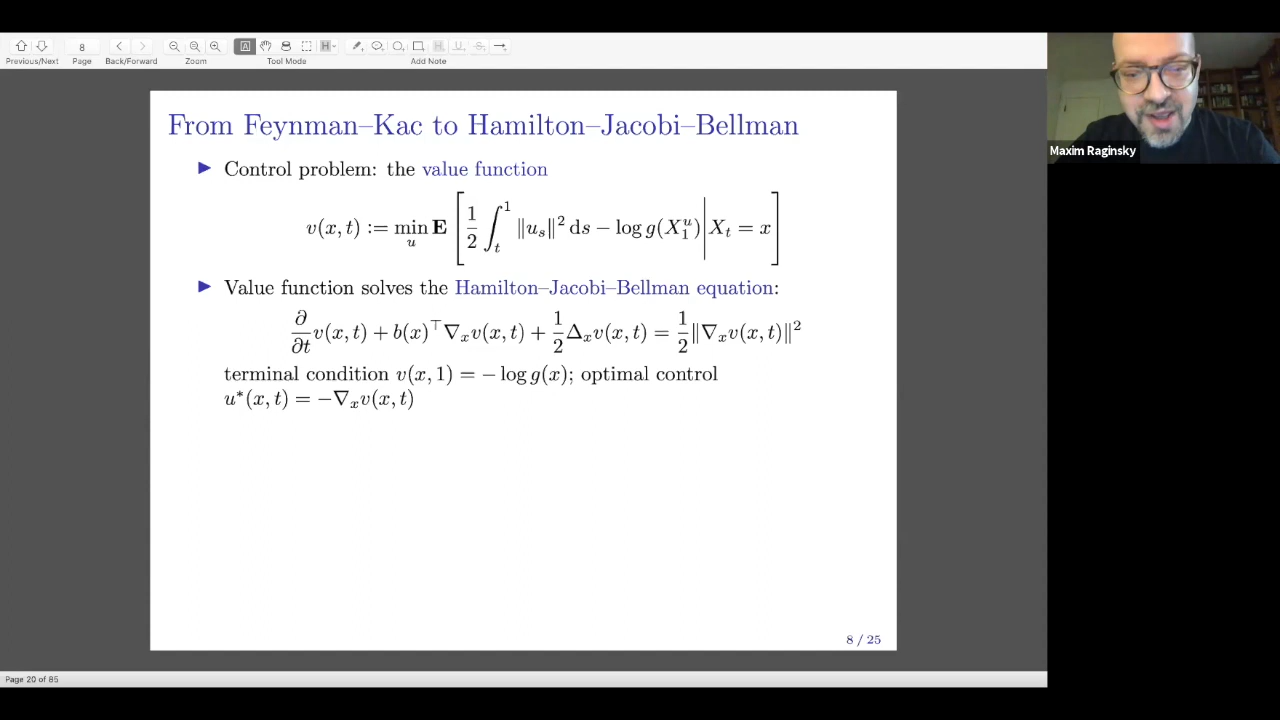 8
Previous/Next Page Back/Forward Zoom Tool Mode Add Note
From Feynman–Kac to Hamilton–Jacobi–Bellman
▶ Control problem: the value function
v(x, t) := min_u E [ 1/2 ∫_t^1 ‖u_s‖² ds − log g(X_1^u) | X_t = x ]
▶ Value function solves the Hamilton–Jacobi–Bellman equation:
∂/∂t v(x, t) + b(x)^⊤ ∇_x v(x, t) + 1/2 Δ_x v(x, t) = 1/2 ‖∇_x v(x, t)‖²
terminal condition v(x, 1) = − log g(x); optimal control
u*(x, t) = −∇_x v(x, t)
8 / 25
Page 20 of 85
Maxim Raginsky